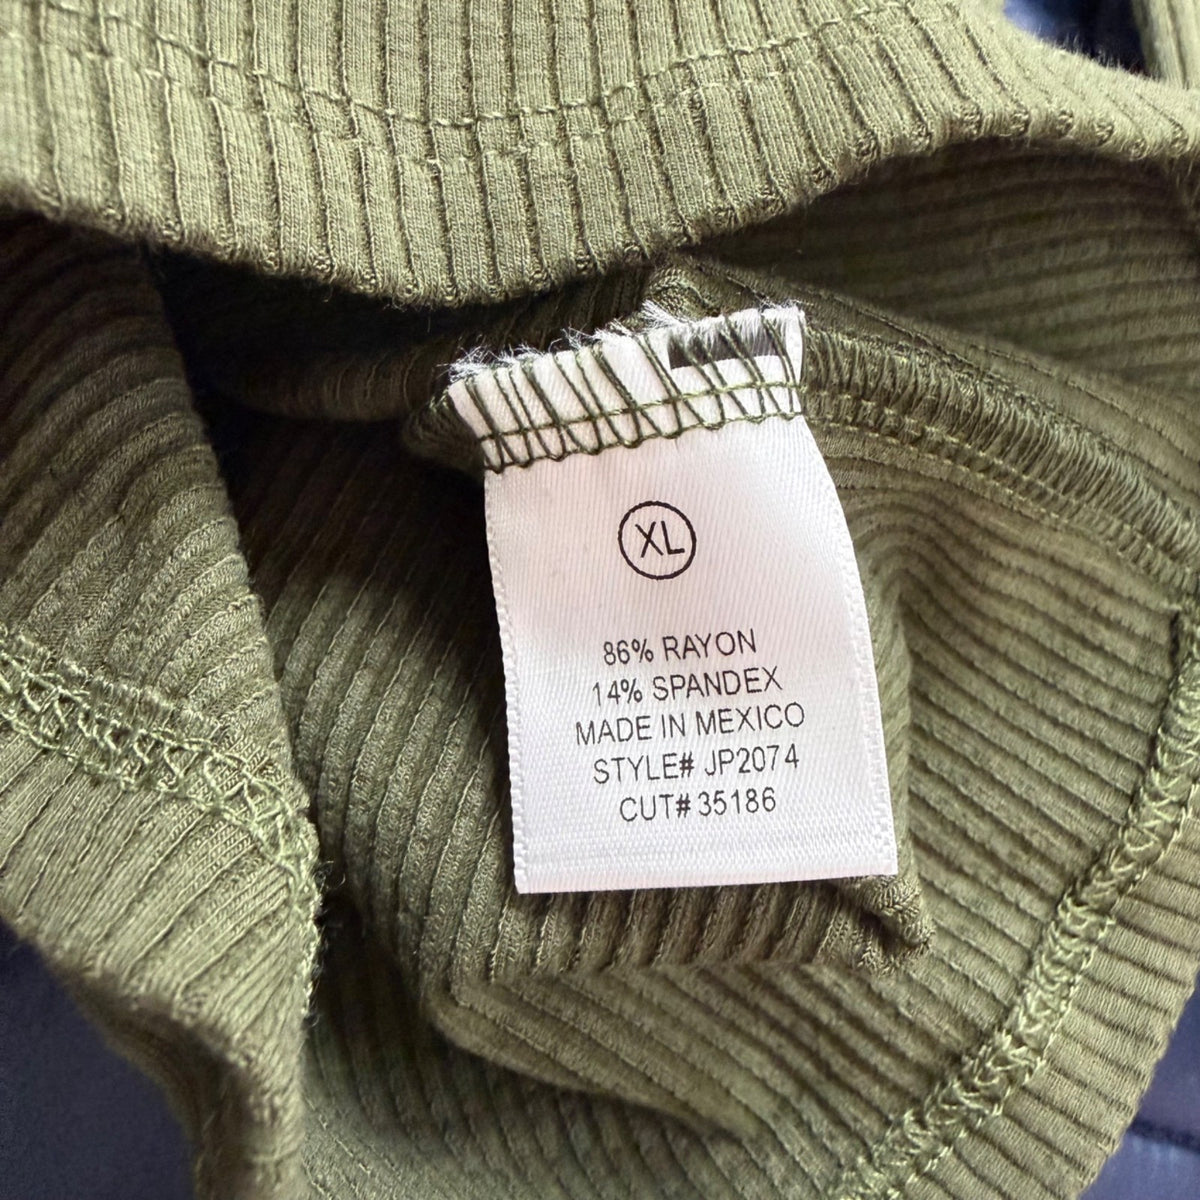 XL
86% RAYON
14% SPANDEX
MADE IN MEXICO
STYLE# JP2074
CUT# 35186